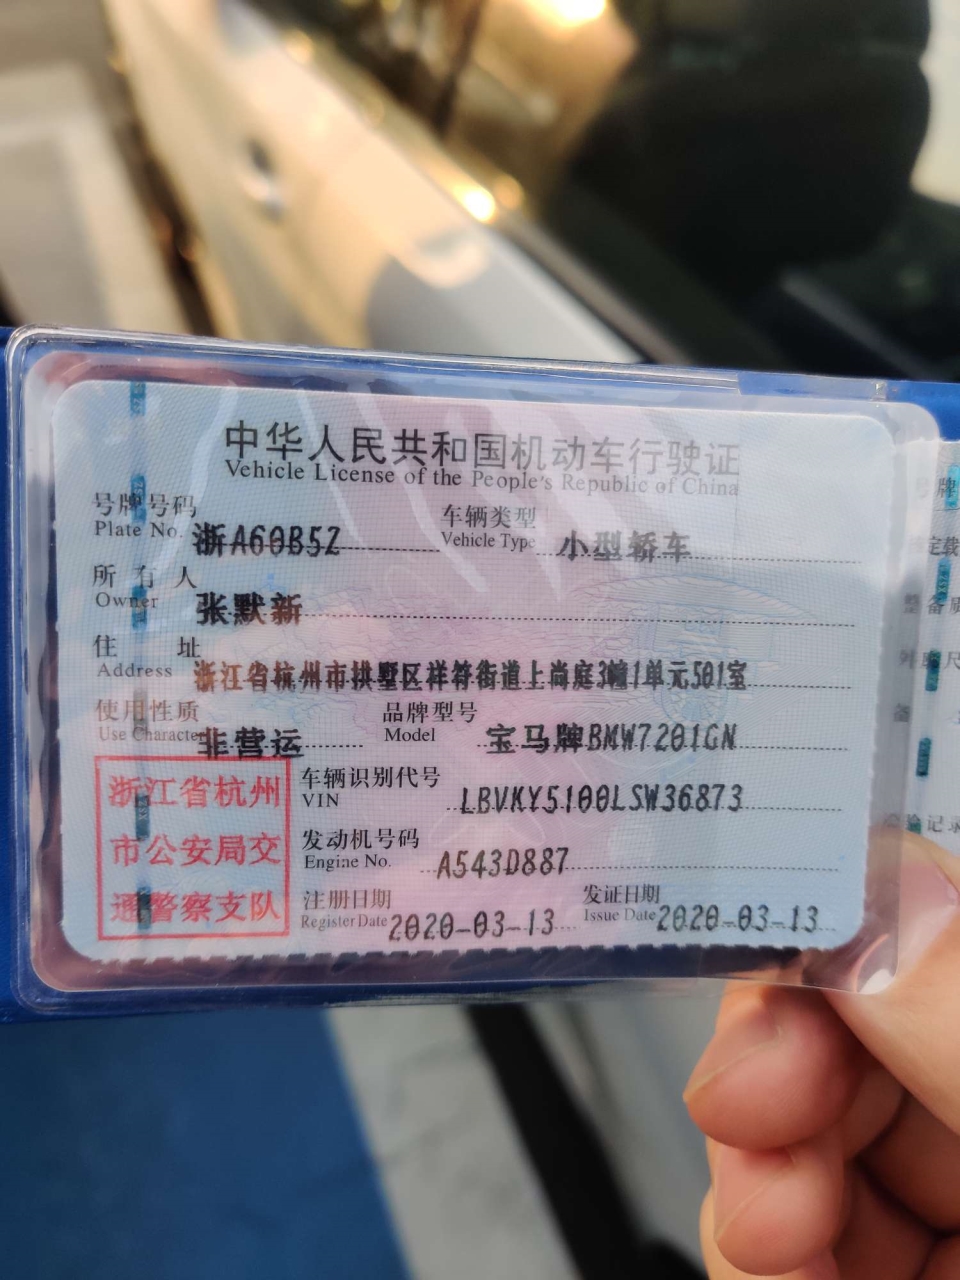 中华人民共和国机动车行驶证
Vehicle License of the People's Republic of China
号牌号码 浙A60B5Z 车辆类型 小型轿车
Plate No. Vehicle Type
所有人 张默新
Owner
住址 浙江省杭州市拱墅区祥符街道上尚庭3幢1单元501室
Address
使用性质 非营运 品牌型号 宝马牌BMW7201GN
Use Character Model
浙江省杭州
市公安局交
通警察支队
车辆识别代号 LBVKY5100LSW36873
VIN
发动机号码 A543D887
Engine No.
注册日期 2020-03-13 发证日期 2020-03-13
Register Date Issue Date